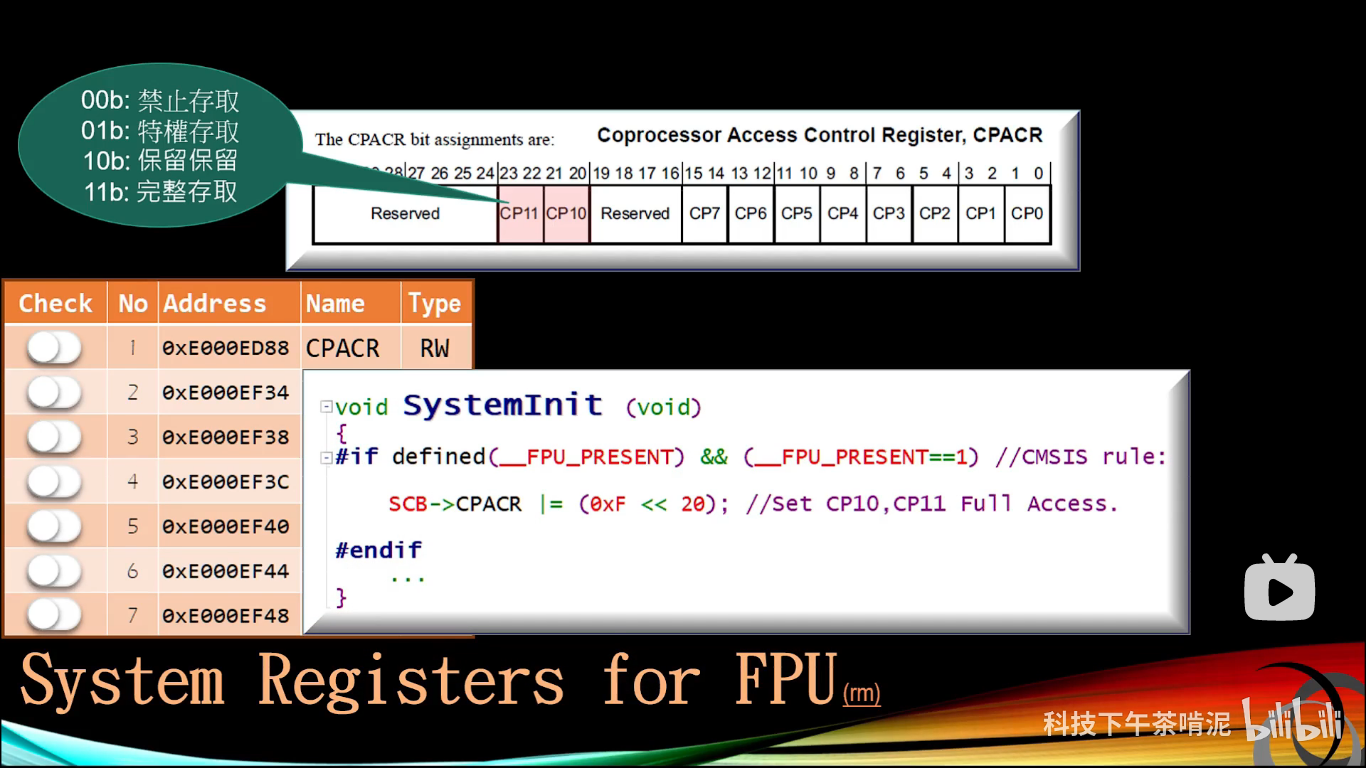 00b: 禁止存取
01b: 特權存取
10b: 保留保留
11b: 完整存取
The CPACR bit assignments are:
Coprocessor Access Control Register, CPACR
28 27 26 25 24 23 22 21 20 19 18 17 16 15 14 13 12 11 10 9 8 7 6 5 4 3 2 1 0
Reserved CP11 CP10 Reserved CP7 CP6 CP5 CP4 CP3 CP2 CP1 CP0
Check No Address Name Type
1 0xE000ED88 CPACR RW
2 0xE000EF34
3 0xE000EF38
4 0xE000EF3C
5 0xE000EF40
6 0xE000EF44
7 0xE000EF48
void SystemInit (void)
{
#if defined(__FPU_PRESENT) && (__FPU_PRESENT==1) //CMSIS rule:
SCB->CPACR |= (0xF << 20); //Set CP10,CP11 Full Access.
#endif
...
}
System Registers for FPU (rm)
科技下午茶啃泥 bilibili